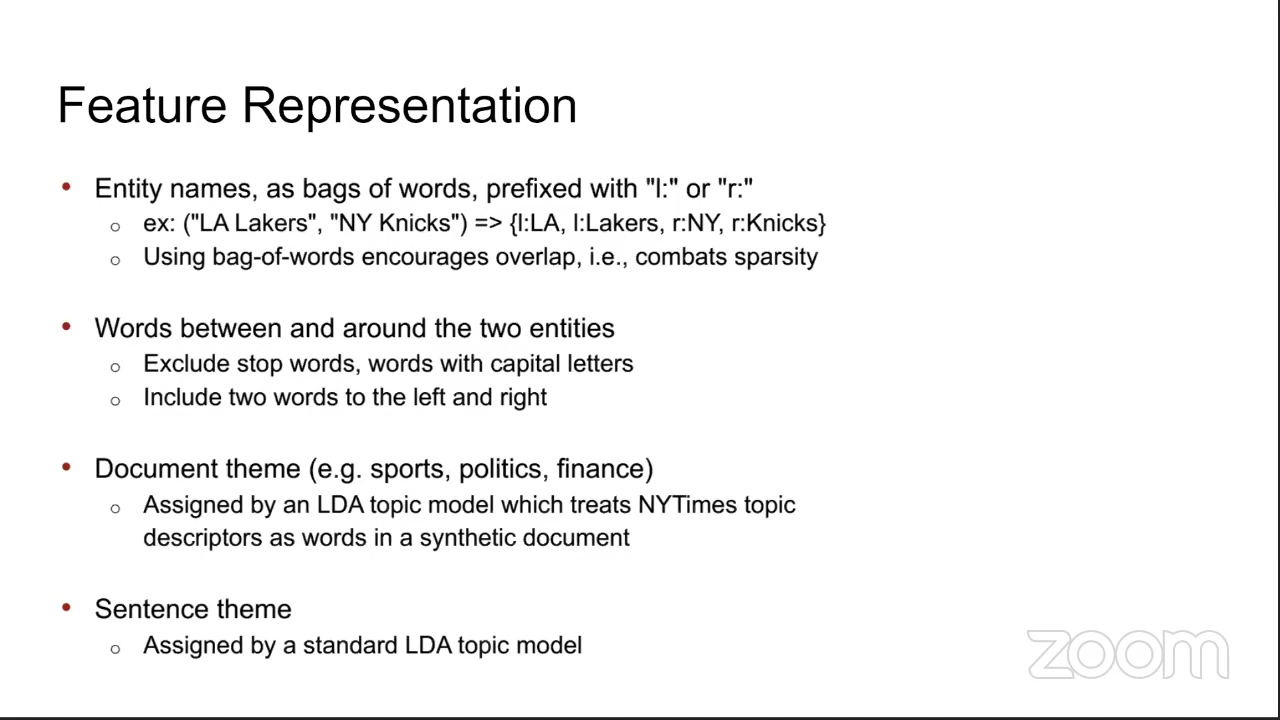 Feature Representation
• Entity names, as bags of words, prefixed with "l:" or "r:"
○ ex: ("LA Lakers", "NY Knicks") => {l:LA, l:Lakers, r:NY, r:Knicks}
○ Using bag-of-words encourages overlap, i.e., combats sparsity
• Words between and around the two entities
○ Exclude stop words, words with capital letters
○ Include two words to the left and right
• Document theme (e.g. sports, politics, finance)
○ Assigned by an LDA topic model which treats NYTimes topic
descriptors as words in a synthetic document
• Sentence theme
○ Assigned by a standard LDA topic model
zoom